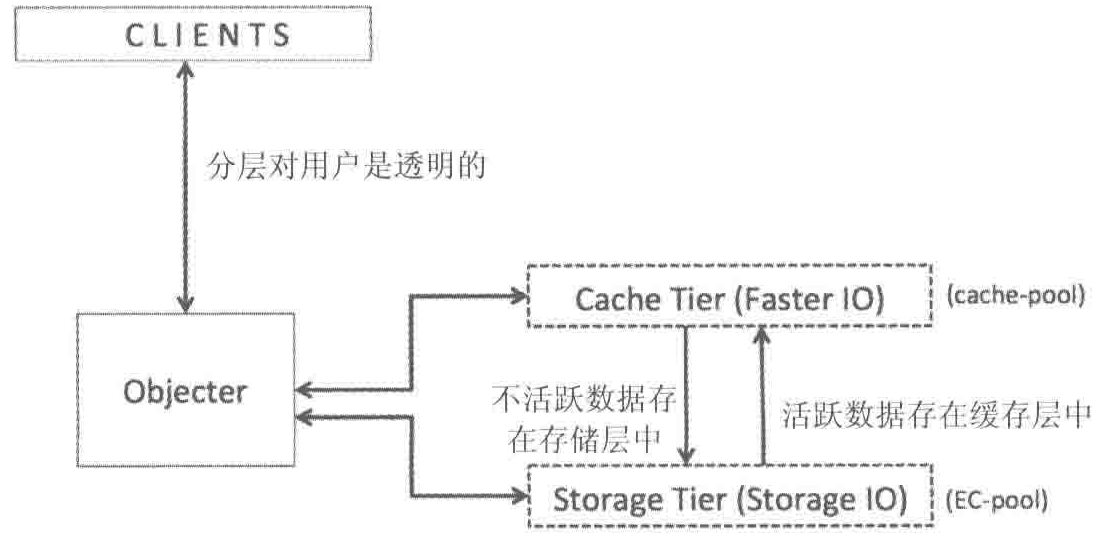 CLIENTS
分层对用户是透明的
Cache Tier (Faster IO) (cache-pool)
Objecter
不活跃数据存
在存储层中
活跃数据存在缓存层中
Storage Tier (Storage IO) (EC-pool)